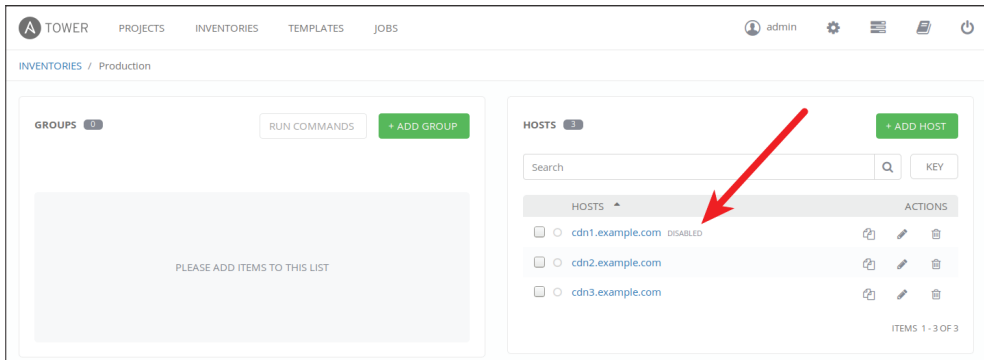 A TOWER PROJECTS INVENTORIES TEMPLATES JOBS admin
INVENTORIES / Production
GROUPS 0 RUN COMMANDS + ADD GROUP
PLEASE ADD ITEMS TO THIS LIST
HOSTS 3 + ADD HOST
Search KEY
HOSTS ACTIONS
cdn1.example.com DISABLED
cdn2.example.com
cdn3.example.com
ITEMS 1 - 3 OF 3